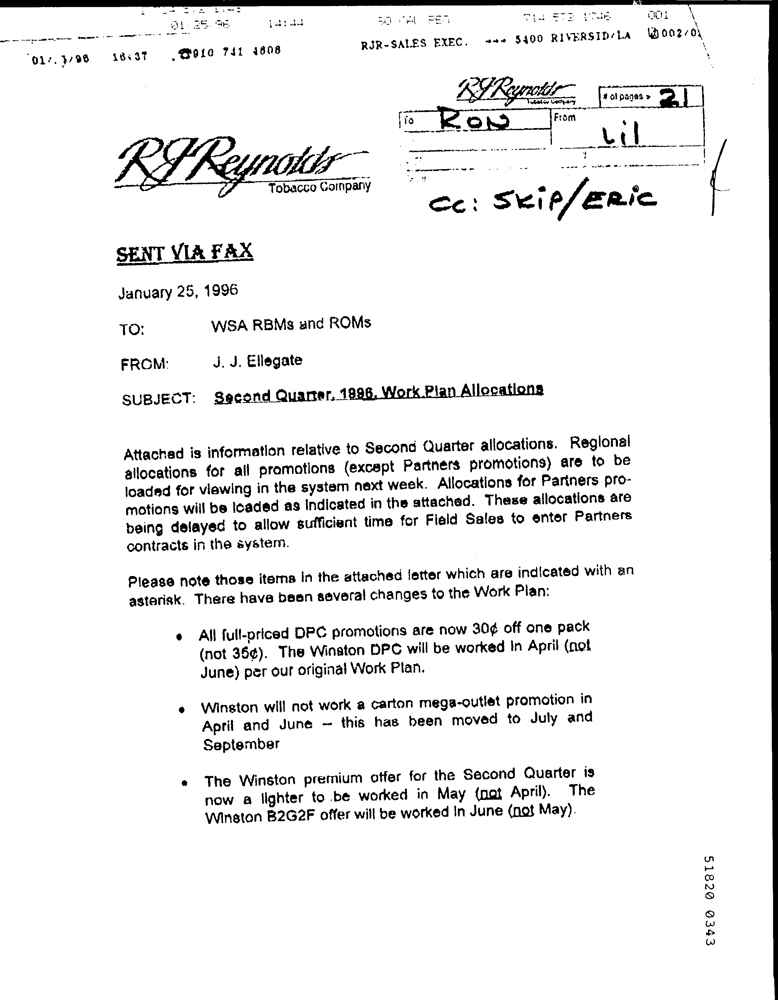 01 25 96 14:44 714 572 1746 001
01/ 3/96 16:37 ☎910 741 4608 RJR-SALES EXEC. →→→ 5400 RIVERSID/LA 002/0
RJReynolds
Tobacco Company
# of pages > 21
To RON From Lil
RJReynolds
Tobacco Company
cc: SKiP/ERiC
SENT VIA FAX
January 25, 1996
TO: WSA RBMs and ROMs
FROM: J. J. Ellegate
SUBJECT: Second Quarter, 1996, Work Plan Allocations
Attached is information relative to Second Quarter allocations. Regional
allocations for all promotions (except Partners promotions) are to be
loaded for viewing in the system next week. Allocations for Partners pro-
motions will be loaded as indicated in the attached. These allocations are
being delayed to allow sufficient time for Field Sales to enter Partners
contracts in the system.
Please note those items in the attached letter which are indicated with an
asterisk. There have been several changes to the Work Plan:
• All full-priced DPC promotions are now 30¢ off one pack
(not 35¢). The Winston DPC will be worked in April (not
June) per our original Work Plan.
• Winston will not work a carton mega-outlet promotion in
April and June – this has been moved to July and
September
• The Winston premium offer for the Second Quarter is
now a lighter to be worked in May (not April). The
Winston B2G2F offer will be worked in June (not May).
51820 0343